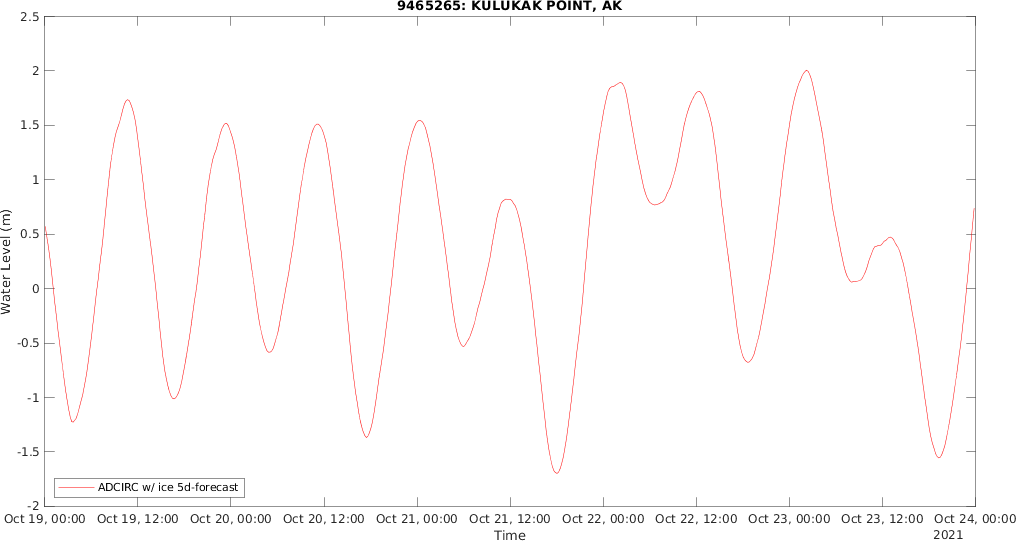 9465265: KULUKAK POINT, AK
2.5
2
1.5
1
0.5
0
-0.5
-1
-1.5
-2
Water Level (m)
ADCIRC w/ ice 5d-forecast
Oct 19, 00:00 Oct 19, 12:00 Oct 20, 00:00 Oct 20, 12:00 Oct 21, 00:00 Oct 21, 12:00 Oct 22, 00:00 Oct 22, 12:00 Oct 23, 00:00 Oct 23, 12:00 Oct 24, 00:00
Time
2021